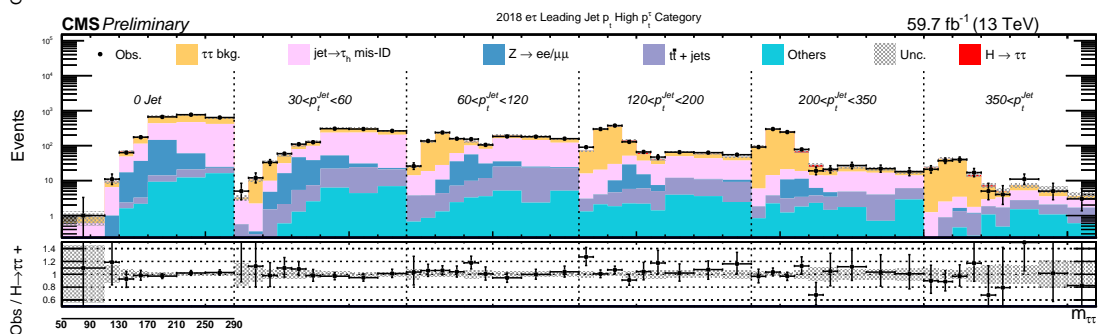 CMS Preliminary
2018 eτ Leading Jet p_t High p_t^τ Category
59.7 fb⁻¹ (13 TeV)
10⁵
Obs.
ττ bkg.
jet→τ_h mis-ID
Z → ee/μμ
tt̄ + jets
Others
Unc.
H → ττ
10⁴
0 Jet
30<p_t^Jet<60
60<p_t^Jet<120
120<p_t^Jet<200
200<p_t^Jet<350
350<p_t^Jet
10³
Events
10²
10
1
Obs / H→ττ +
1.4
1.2
1
0.8
0.6
m_ττ
50 90 130 170 210 250 290